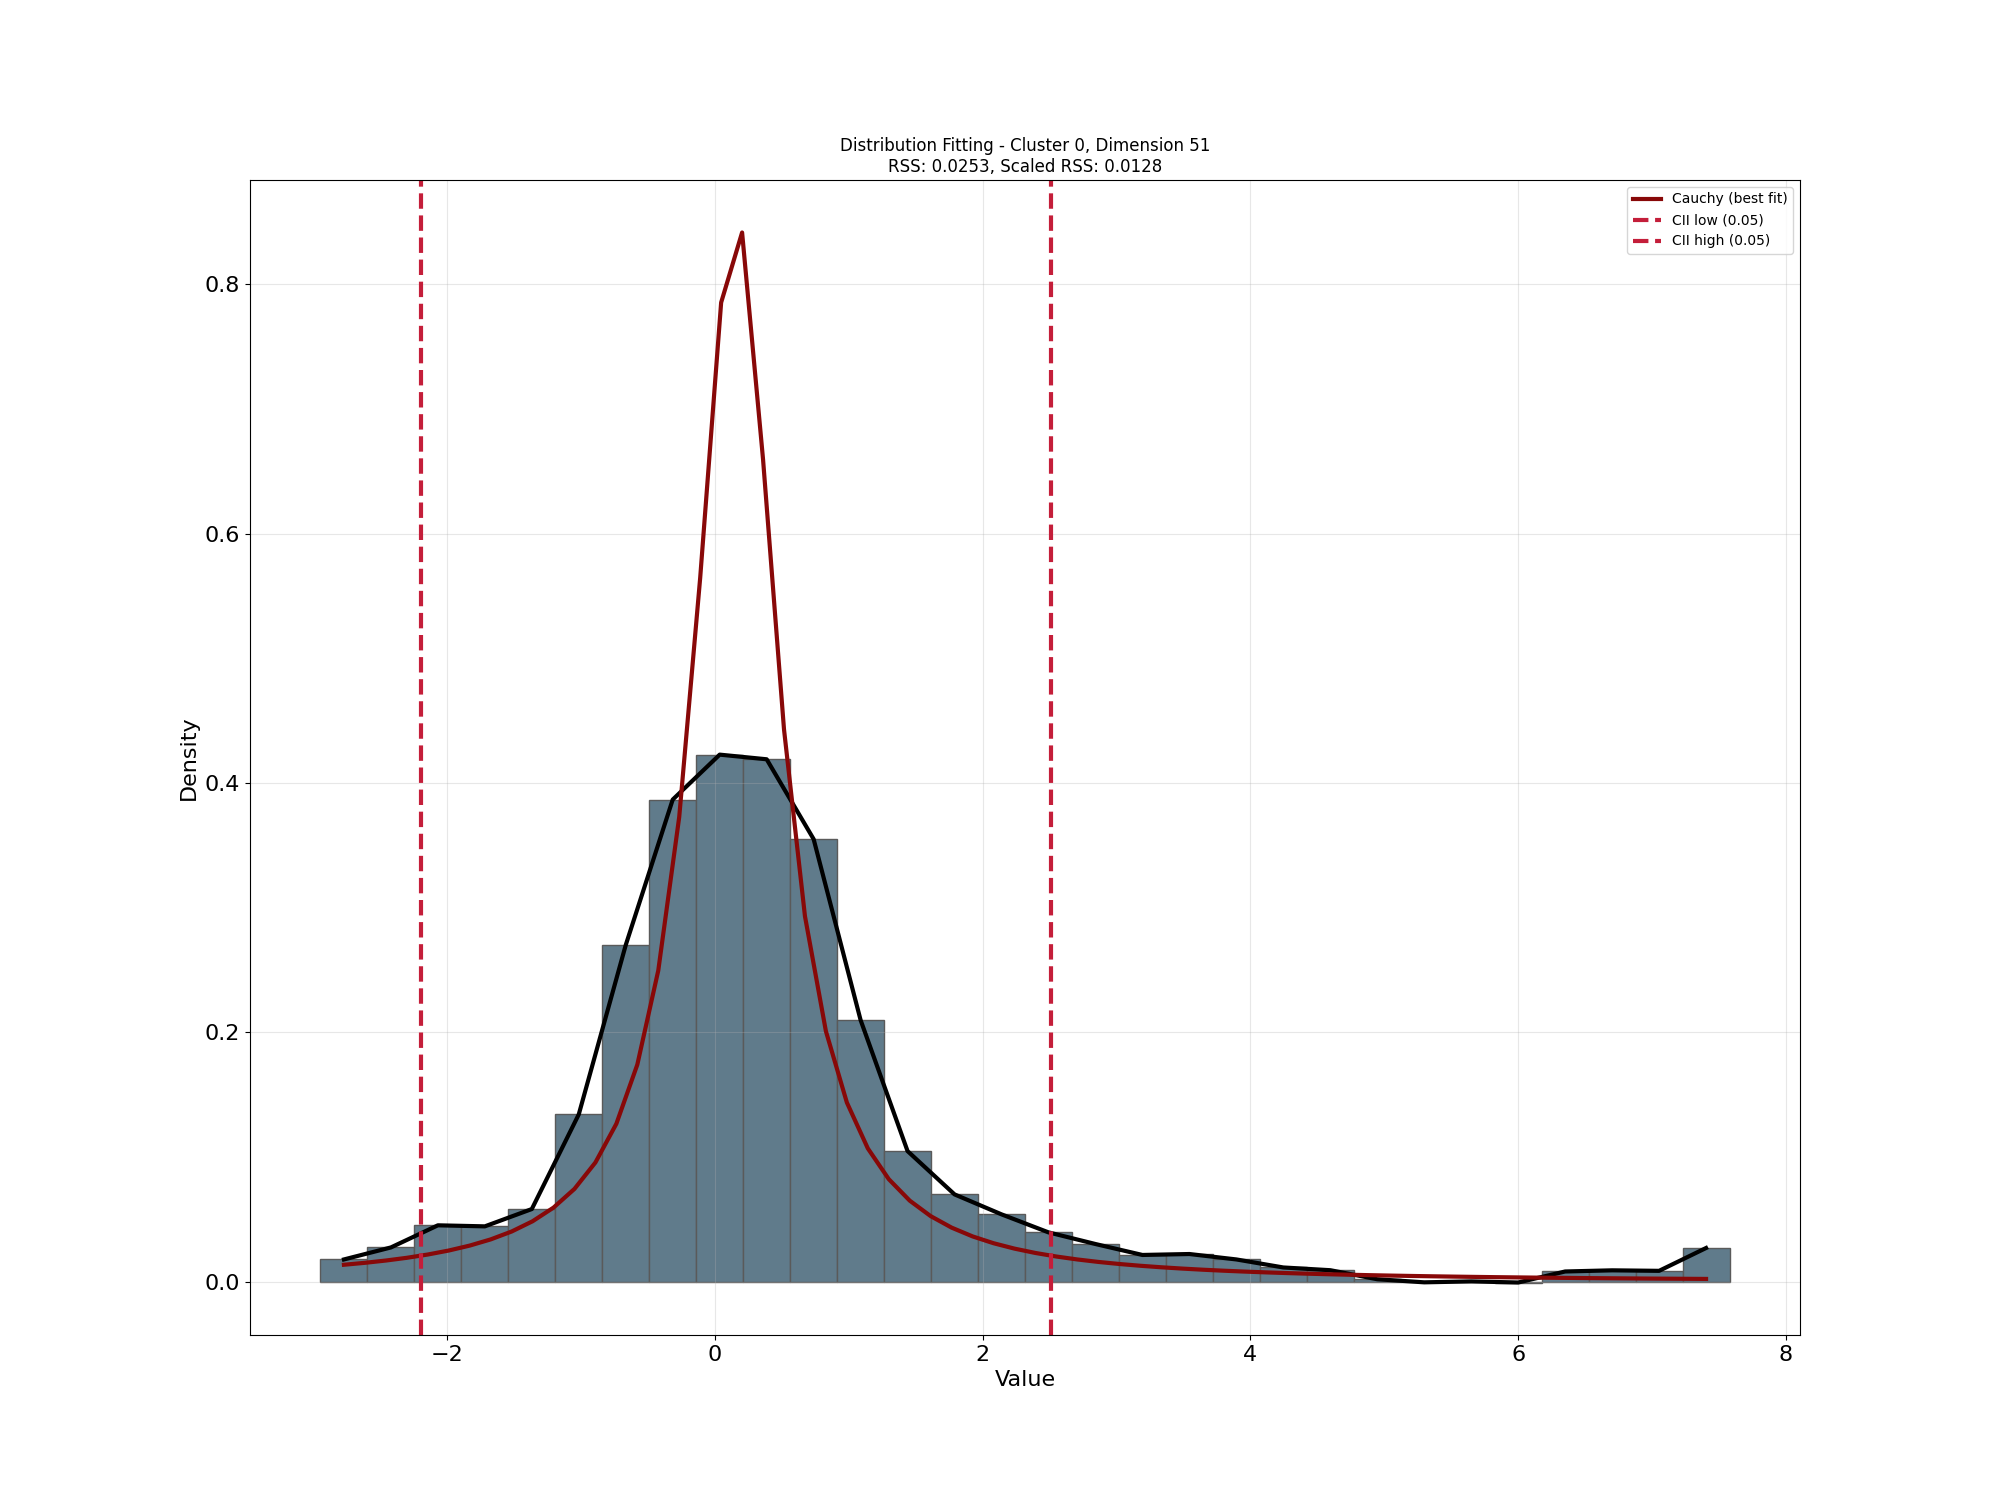 Distribution Fitting - Cluster 0, Dimension 51
RSS: 0.0253, Scaled RSS: 0.0128
Cauchy (best fit)
CII low (0.05)
CII high (0.05)
Density
0.8
0.6
0.4
0.2
0.0
−2
0
2
4
6
8
Value